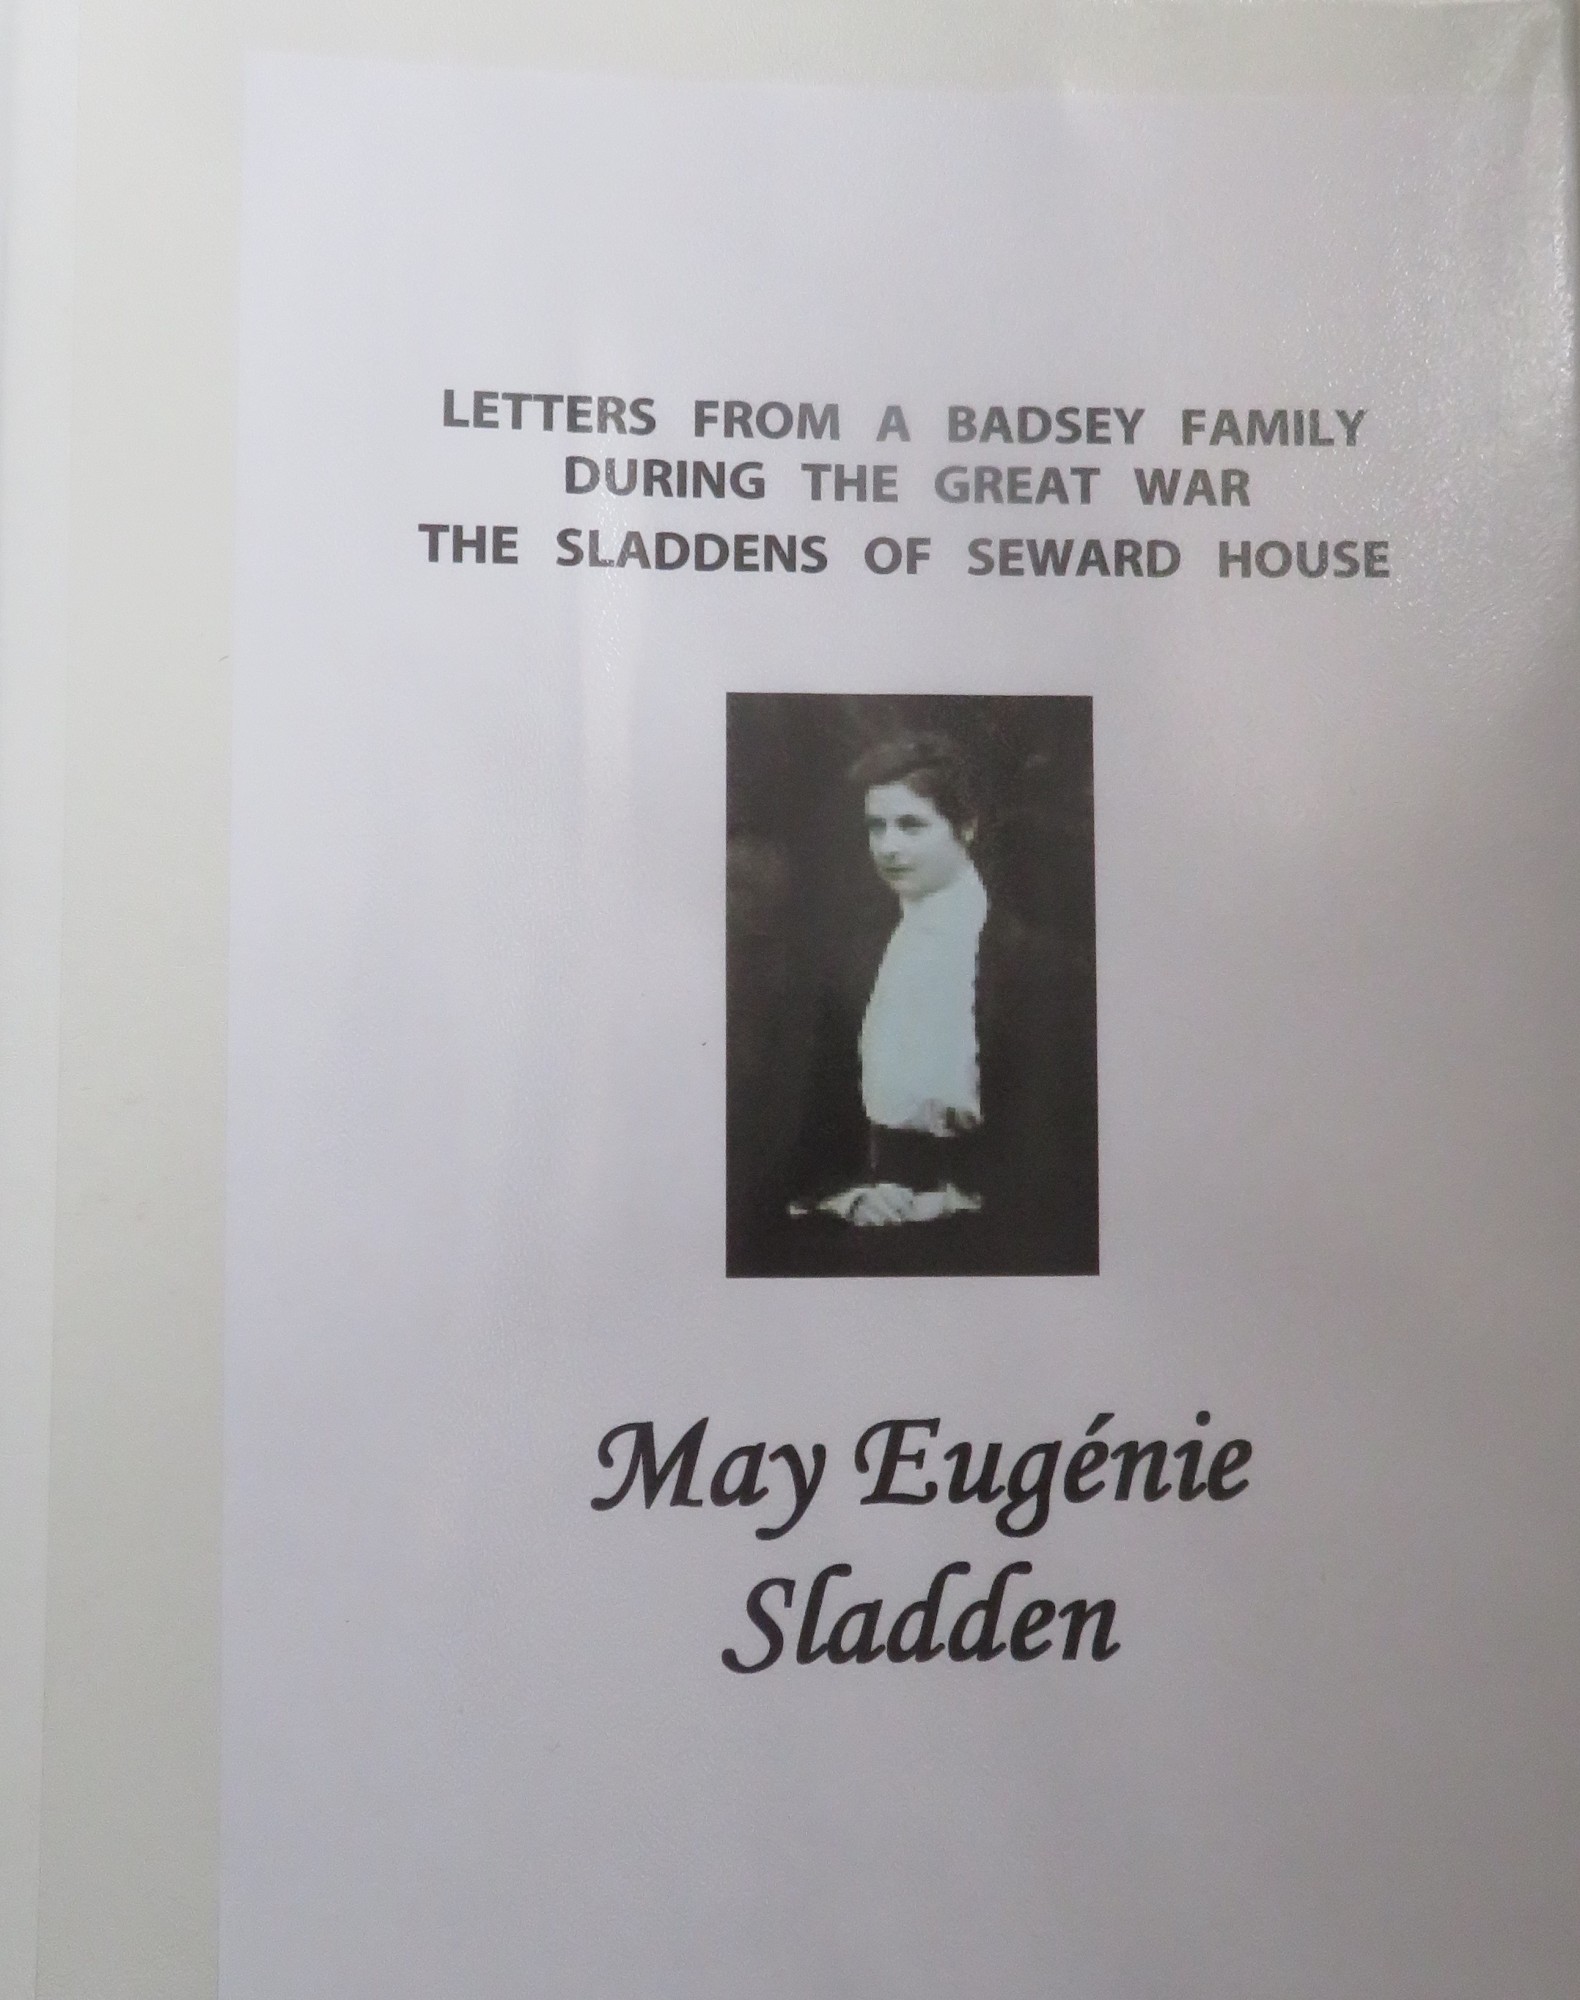 LETTERS FROM A BADSEY FAMILY
DURING THE GREAT WAR
THE SLADDENS OF SEWARD HOUSE
May Eugénie
Sladden